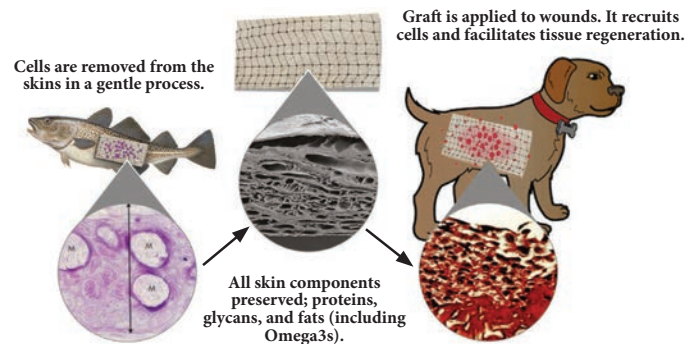 Cells are removed from the
skins in a gentle process.
Graft is applied to wounds. It recruits
cells and facilitates tissue regeneration.
M
M
M
All skin components
preserved; proteins,
glycans, and fats (including
Omega3s).